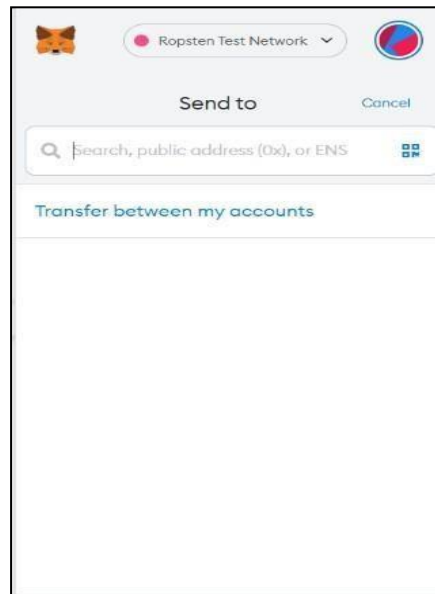 Ropsten Test Network
Send to
Cancel
Search, public address (0x), or ENS
Transfer between my accounts